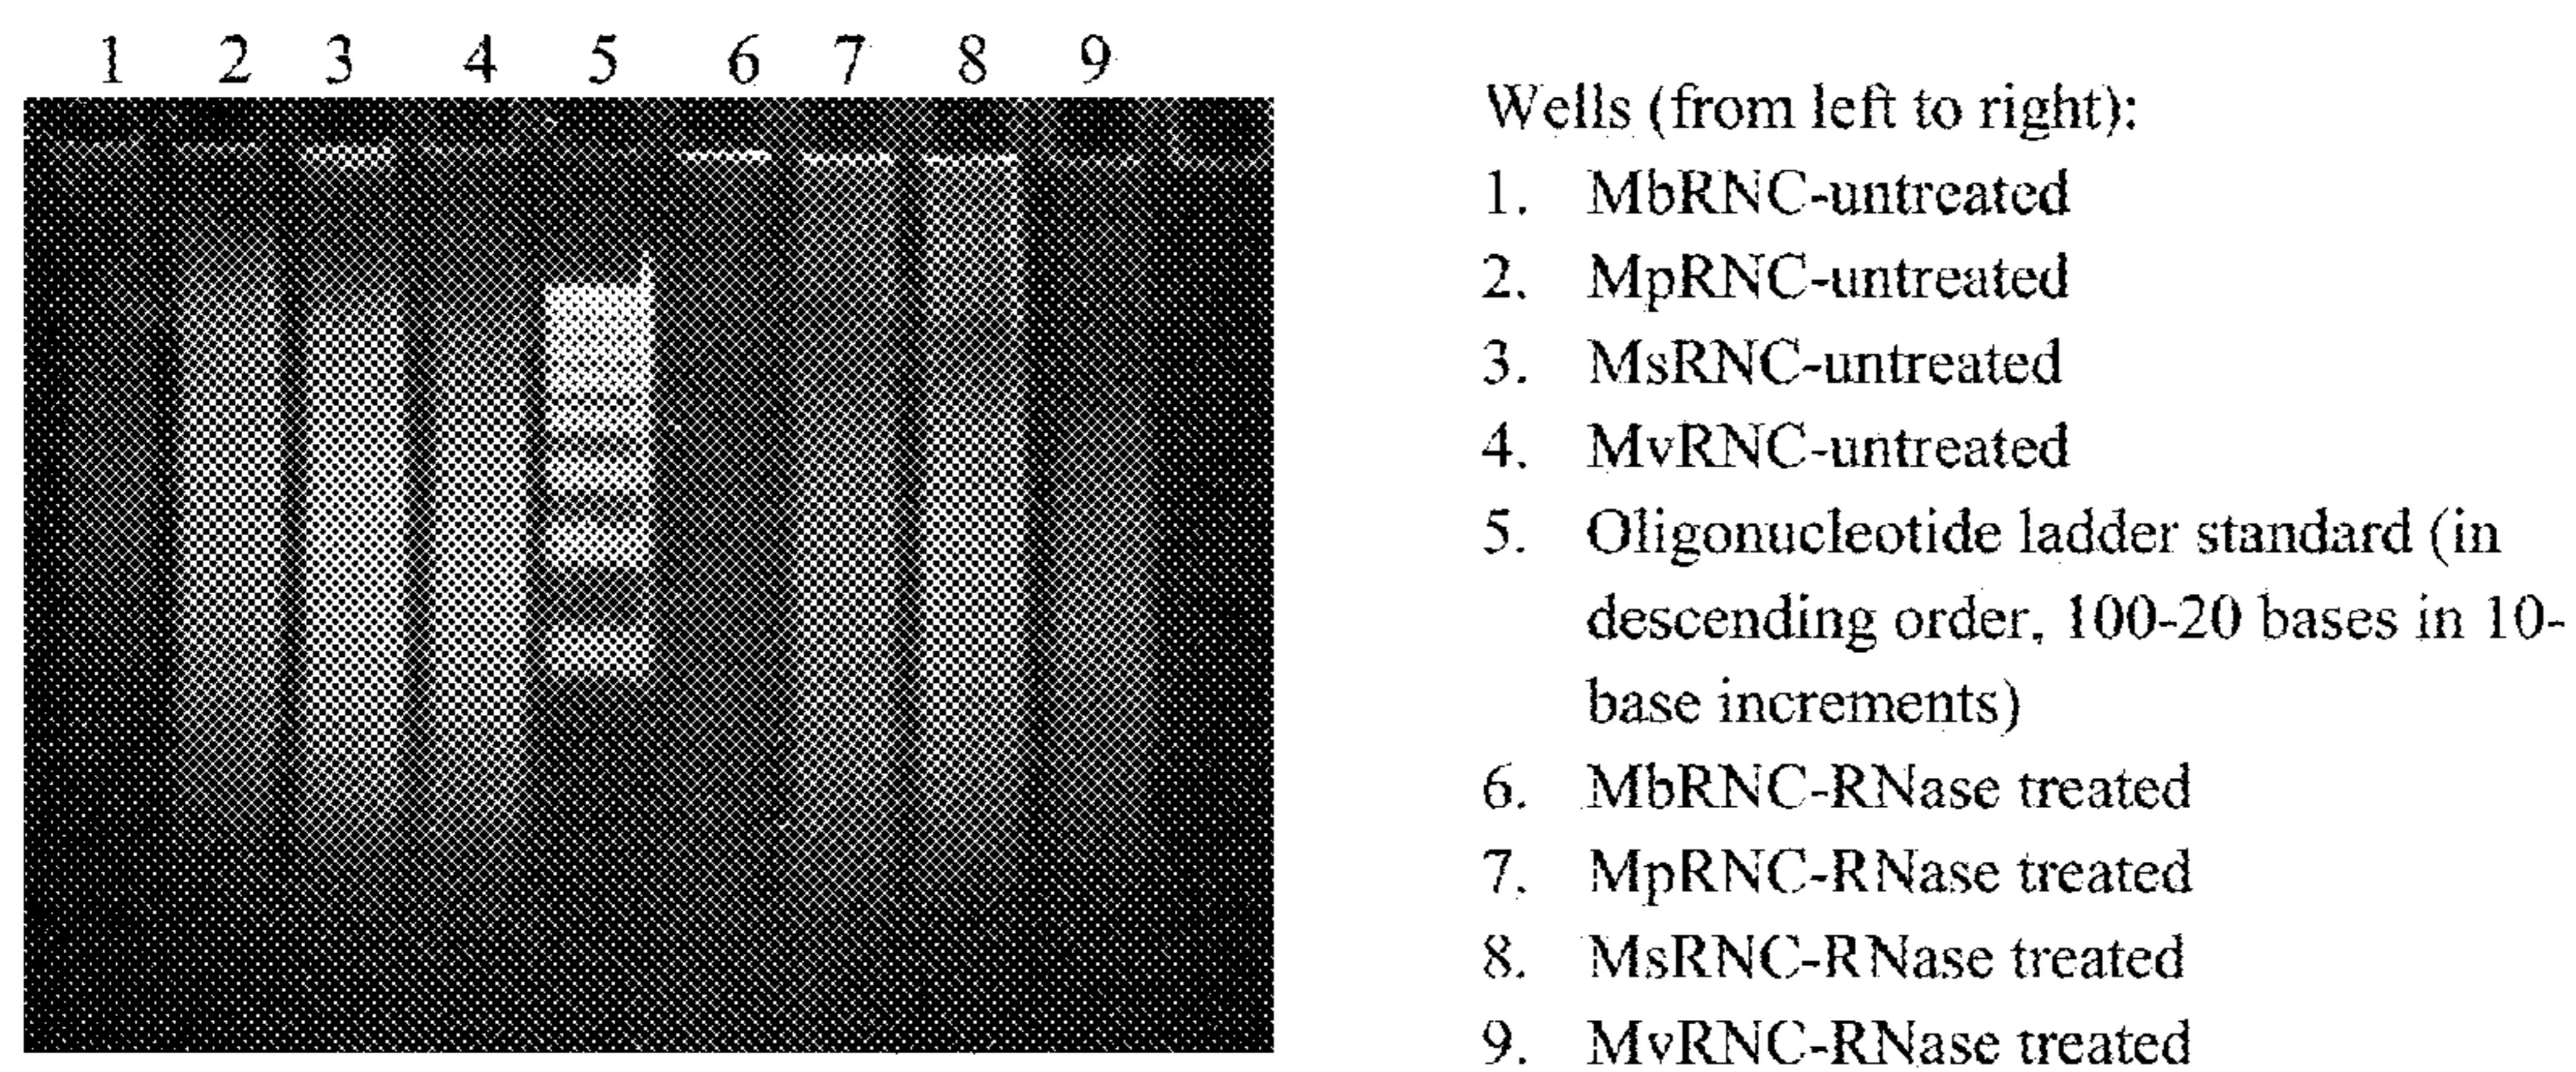 1 2 3 4 5 6 7 8 9
Wells (from left to right):
1. MbRNC-untreated
2. MpRNC-untreated
3. MsRNC-untreated
4. MvRNC-untreated
5. Oligonucleotide ladder standard (in
descending order, 100-20 bases in 10-
base increments)
6. MbRNC-RNase treated
7. MpRNC-RNase treated
8. MsRNC-RNase treated
9. MvRNC-RNase treated